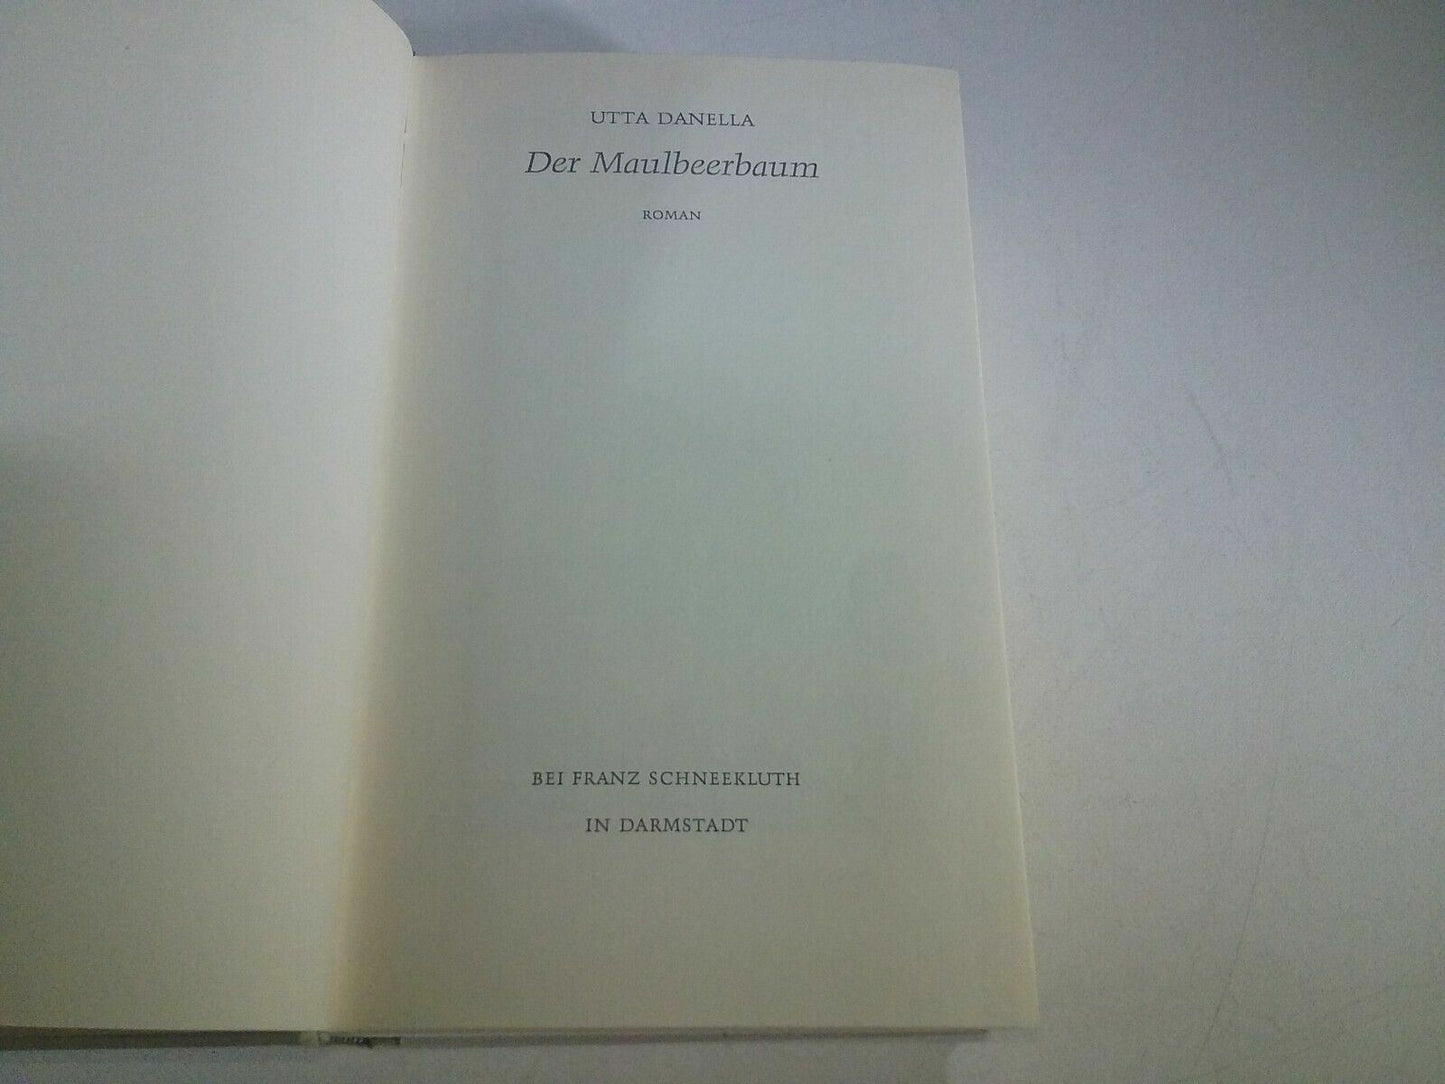 UTTA DANELLA
Der Maulbeerbaum
ROMAN
BEI FRANZ SCHNEEKLUTH
IN DARMSTADT